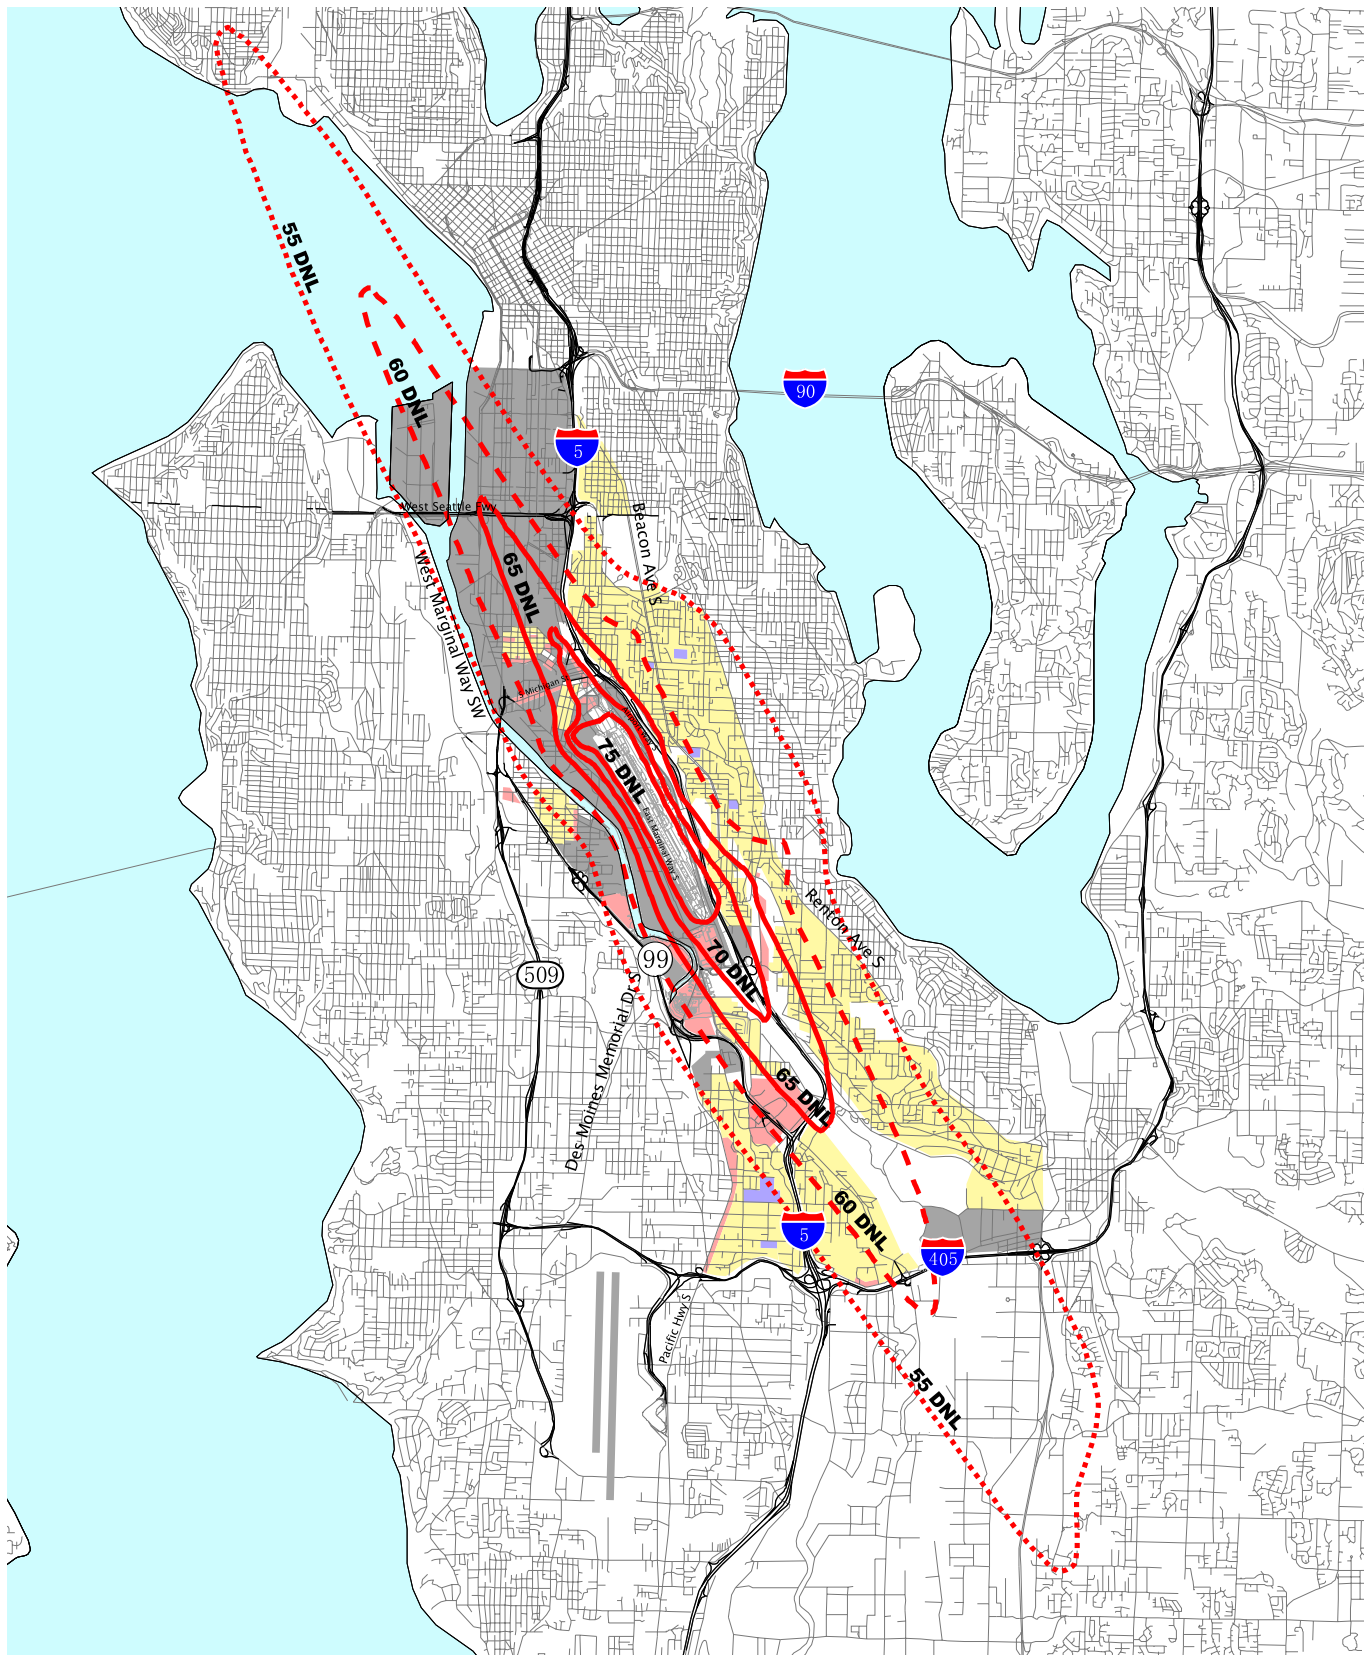 55 DNL
60 DNL
90
5
West Seattle Fwy
Beacon Ave S
65 DNL
West Marginal Way SW
S Michigan St
75 DNL
East Marginal Way S
Renton Ave S
99
70 DNL
509
Des Moines Memorial Dr S
65 DNL
60 DNL
5
405
Pacific Hwy S
55 DNL